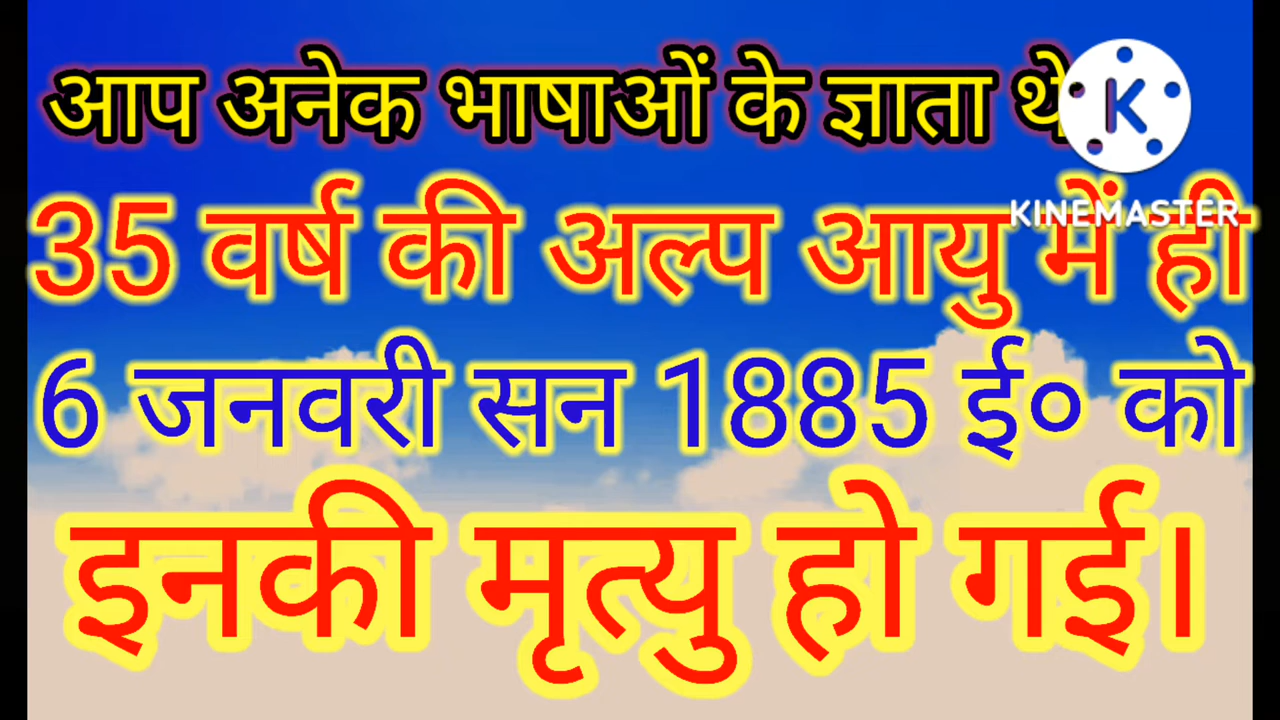 आप अनेक भाषाओं के ज्ञाता थे
35 वर्ष की अल्प आयु में ही
6 जनवरी सन 1885 ई० को
इनकी मृत्यु हो गई।
K
KINEMASTER